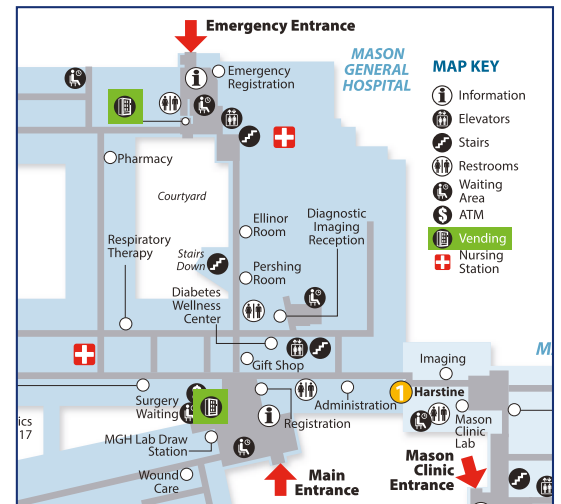 Emergency Entrance
MASON
GENERAL
HOSPITAL
Emergency
Registration
MAP KEY
Information
Elevators
Stairs
Restrooms
Waiting
Area
ATM
Vending
Nursing
Station
Pharmacy
Courtyard
Ellinor
Room
Diagnostic
Imaging
Reception
Respiratory
Therapy
Stairs
Down
Pershing
Room
Diabetes
Wellness
Center
Gift Shop
M
Imaging
1 Harstine
Surgery
Waiting
Administration
Registration
Mason
Clinic
Lab
ics
17
MGH Lab Draw
Station
Wound
Care
Main
Entrance
Mason
Clinic
Entrance